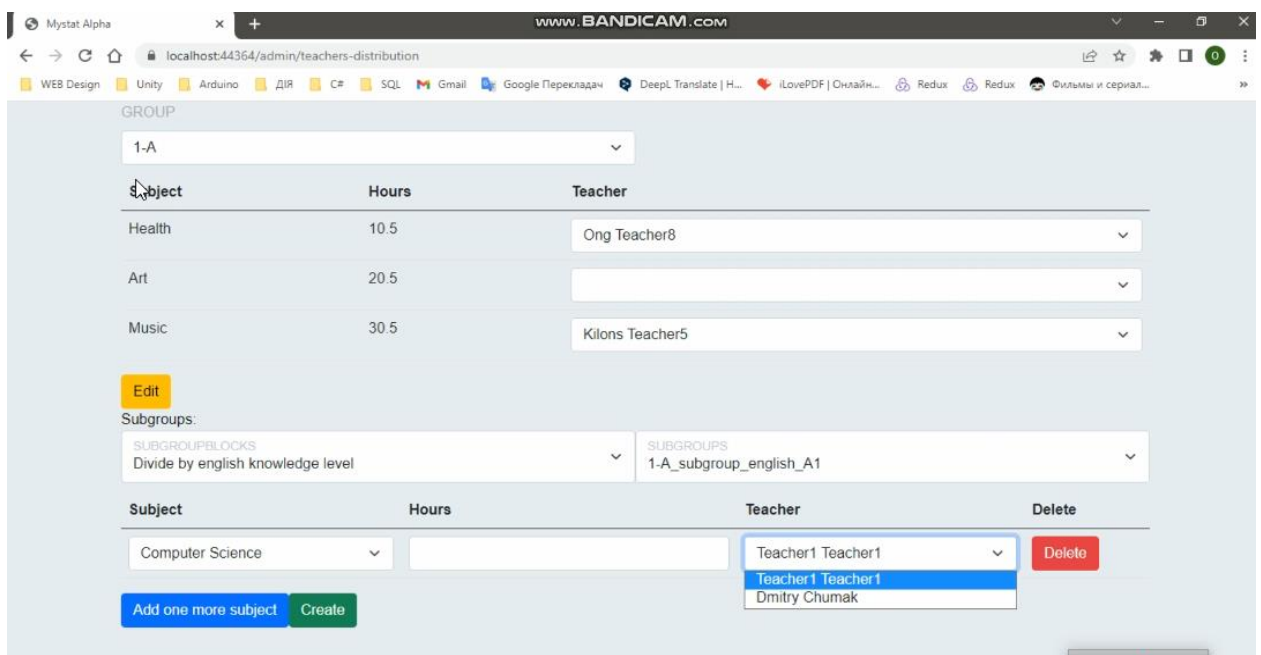 Mystat Alpha
www.BANDICAM.com
localhost:44364/admin/teachers-distribution
O
WEB Design Unity Arduino ДІЯ C# SQL Gmail Google Перекладач DeepL Translate | H... iLovePDF | Онлайн... Redux Redux Фильмы и сериал...
GROUP
1-A
Subject Hours Teacher
Health 10.5 Ong Teacher8
Art 20.5
Music 30.5 Kilons Teacher5
Edit
Subgroups:
SUBGROUPBLOCKS SUBGROUPS
Divide by english knowledge level 1-A_subgroup_english_A1
Subject Hours Teacher Delete
Computer Science Teacher1 Teacher1 Delete
Teacher1 Teacher1
Dmitry Chumak
Add one more subject Create